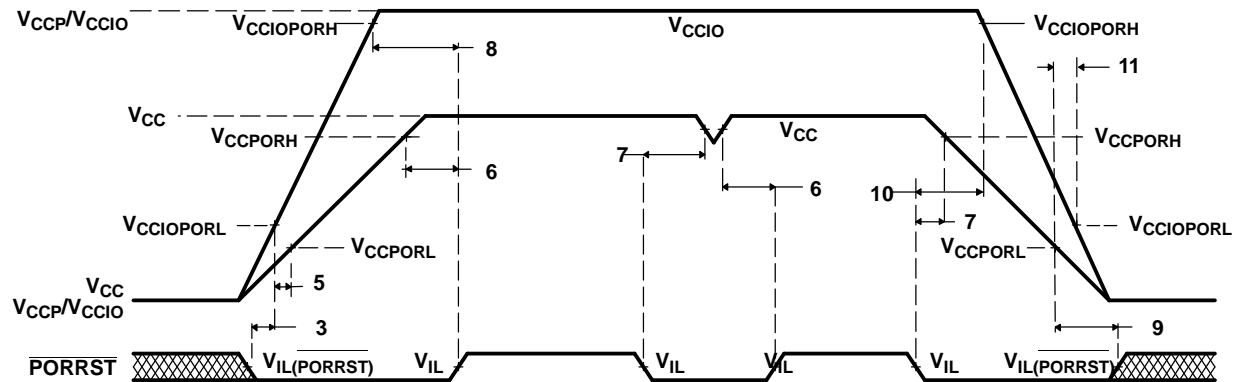 VCCP/VCCIO
VCCIOPORH
VCCIO
VCCIOPORH
8
11
VCC
VCCPORH
VCC
VCCPORH
7
6
6
10
7
VCCIOPORL
VCCPORL
VCCPORL
VCCIOPORL
VCC
VCCP/VCCIO
5
3
9
PORRST
VIL(PORRST)
VIL
VIL
VIL
VIL
VIL(PORRST)